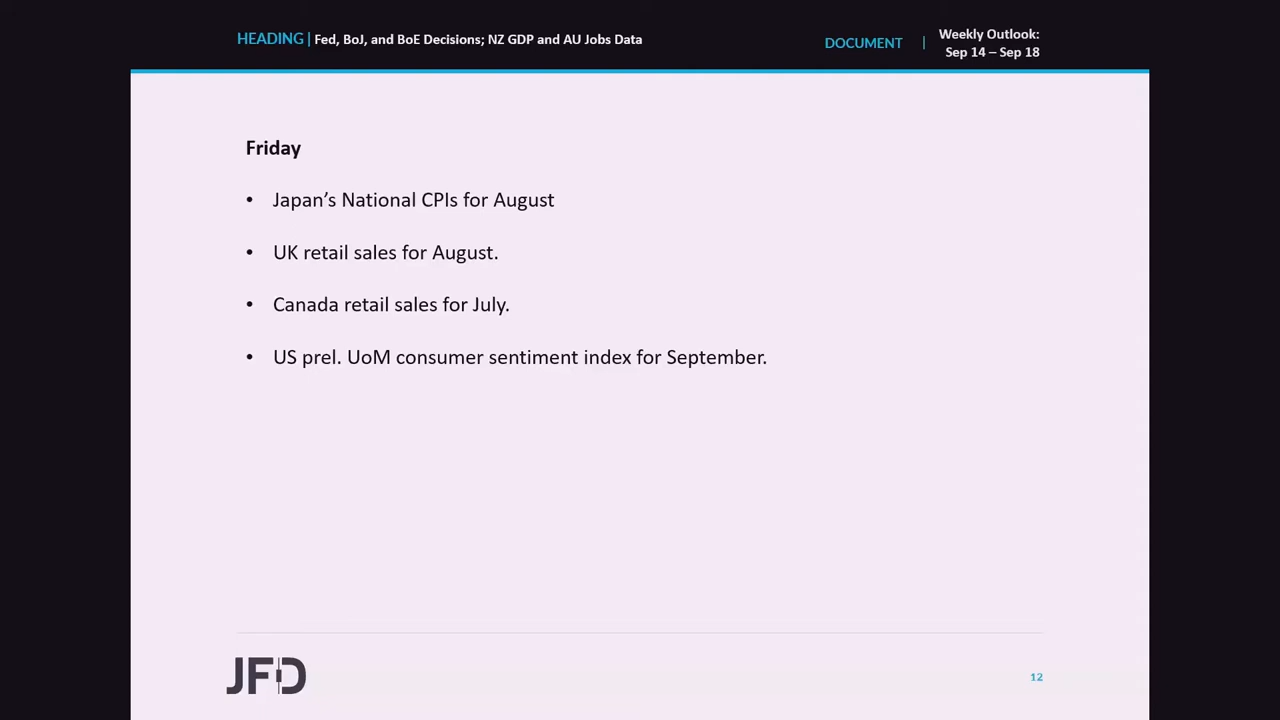 HEADING | Fed, BoJ, and BoE Decisions; NZ GDP and AU Jobs Data
DOCUMENT | Weekly Outlook:
Sep 14 – Sep 18
Friday
• Japan’s National CPIs for August
• UK retail sales for August.
• Canada retail sales for July.
• US prel. UoM consumer sentiment index for September.
JFD
12